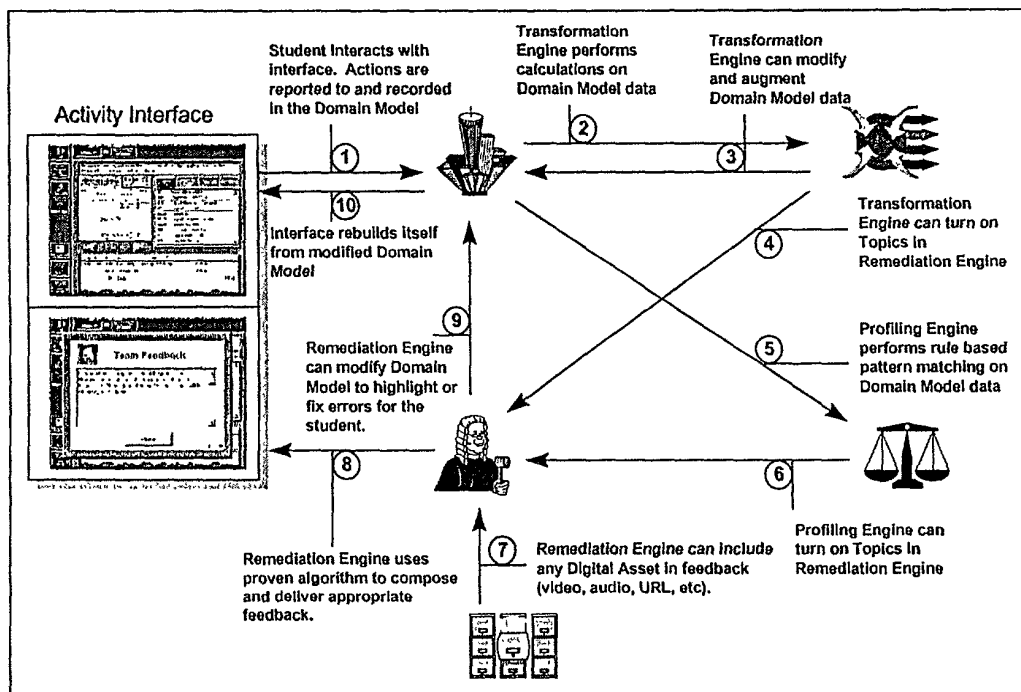 Activity Interface
Student Interacts with
interface. Actions are
reported to and recorded
in the Domain Model
Transformation
Engine performs
calculations on
Domain Model data
Transformation
Engine can modify
and augment
Domain Model data
1
2
3
10
Interface rebuilds itself
from modified Domain
Model
4
Transformation
Engine can turn on
Topics in
Remediation Engine
9
Remediation Engine
can modify Domain
Model to highlight or
fix errors for the
student.
5
Profiling Engine
performs rule based
pattern matching on
Domain Model data
Team Feedback
8
6
Remediation Engine uses
proven algorithm to compose
and deliver appropriate
feedback.
7
Remediation Engine can include
any Digital Asset in feedback
(video, audio, URL, etc).
Profiling Engine can
turn on Topics in
Remediation Engine